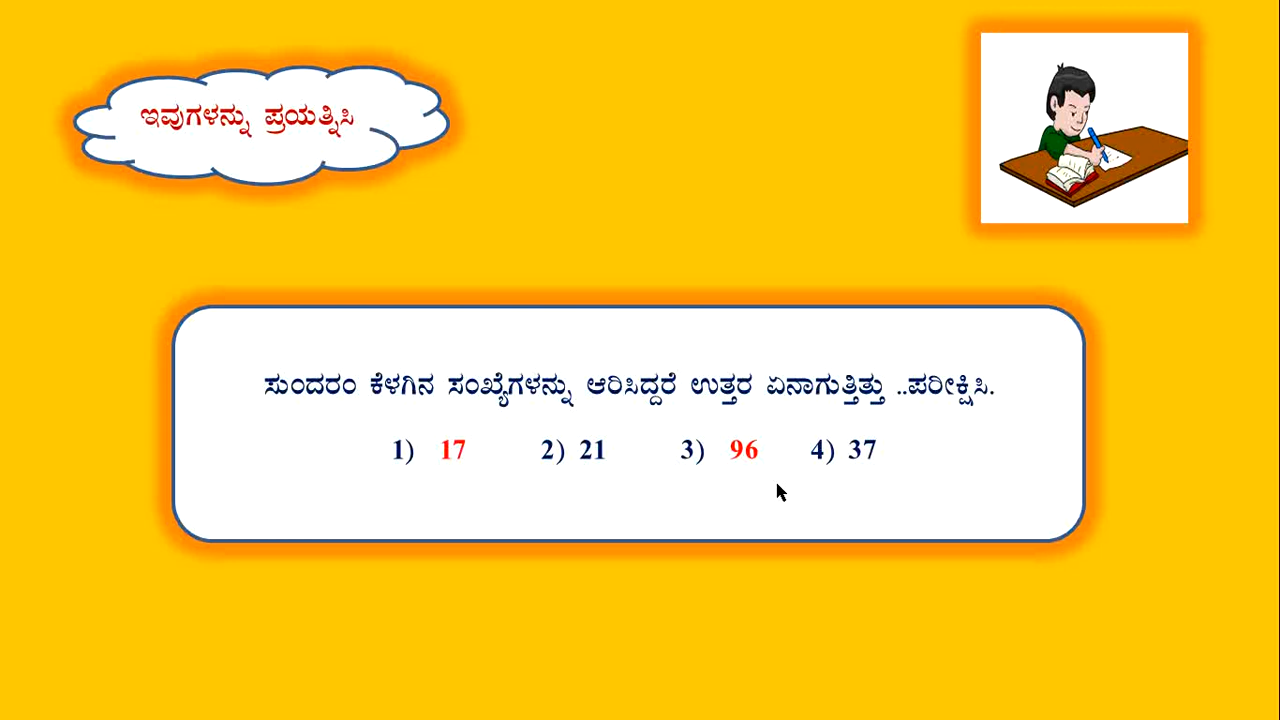 ಇವುಗಳನ್ನು ಪ್ರಯತ್ನಿಸಿ
ಸುಂದರಂ ಕೆಳಗಿನ ಸಂಖ್ಯೆಗಳನ್ನು ಆರಿಸಿದ್ದರೆ ಉತ್ತರ ಏನಾಗುತ್ತಿತ್ತು ..ಪರೀಕ್ಷಿಸಿ.
1) 17 2) 21 3) 96 4) 37